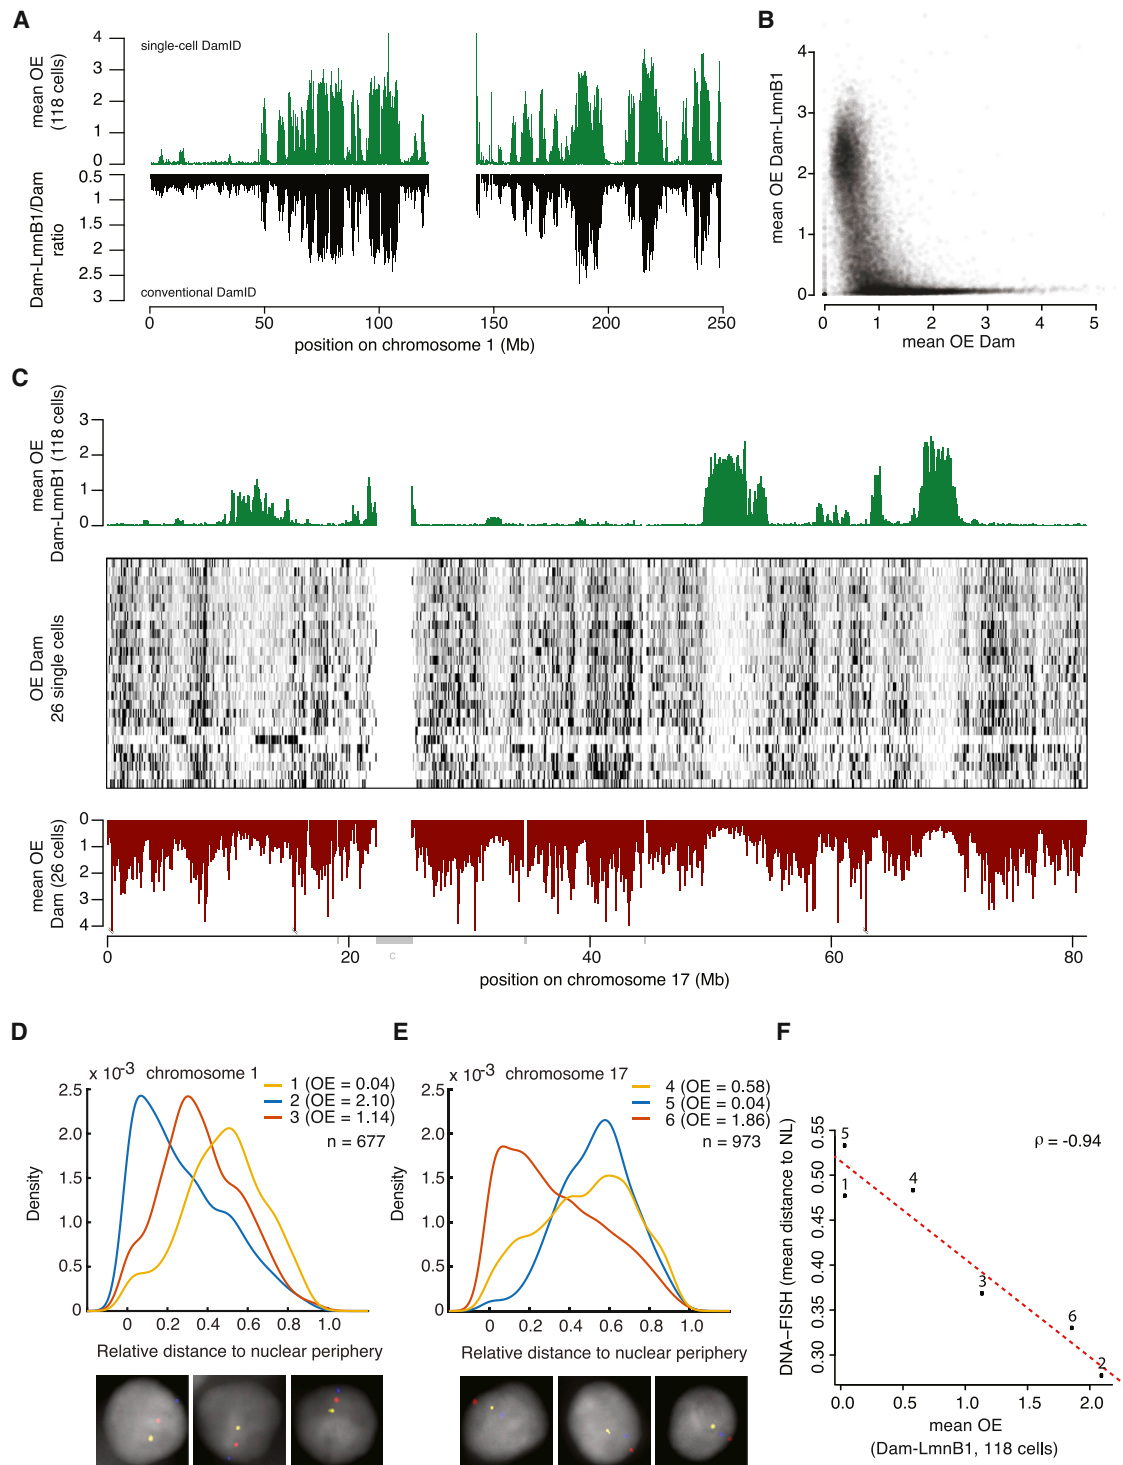 A
single-cell DamID
mean OE
(118 cells)
4
3
2
1
0
0.5
1
1.5
2
2.5
3
Dam-LmnB1/Dam
ratio
conventional DamID
0 50 100 150 200 250
position on chromosome 1 (Mb)
B
mean OE Dam-LmnB1
4
3
2
1
0
0 1 2 3 4 5
mean OE Dam
C
mean OE
Dam-LmnB1 (118 cells)
3
2
1
0
OE Dam
26 single cells
mean OE
Dam (26 cells)
0
1
2
3
4
0 20 40 60 80
c
position on chromosome 17 (Mb)
D
x 10-3 chromosome 1
1 (OE = 0.04)
2 (OE = 2.10)
3 (OE = 1.14)
n = 677
Density
2.5
2.0
1.5
1.0
0.5
0
0 0.2 0.4 0.6 0.8 1.0
Relative distance to nuclear periphery
E
x 10-3 chromosome 17
4 (OE = 0.58)
5 (OE = 0.04)
6 (OE = 1.86)
n = 973
Density
2.5
2.0
1.5
1.0
0.5
0
0 0.2 0.4 0.6 0.8 1.0
Relative distance to nuclear periphery
F
ρ = -0.94
DNA–FISH (mean distance to NL)
0.55
0.50
0.45
0.40
0.35
0.30
5
1
4
3
6
2
0.0 0.5 1.0 1.5 2.0
mean OE
(Dam-LmnB1, 118 cells)